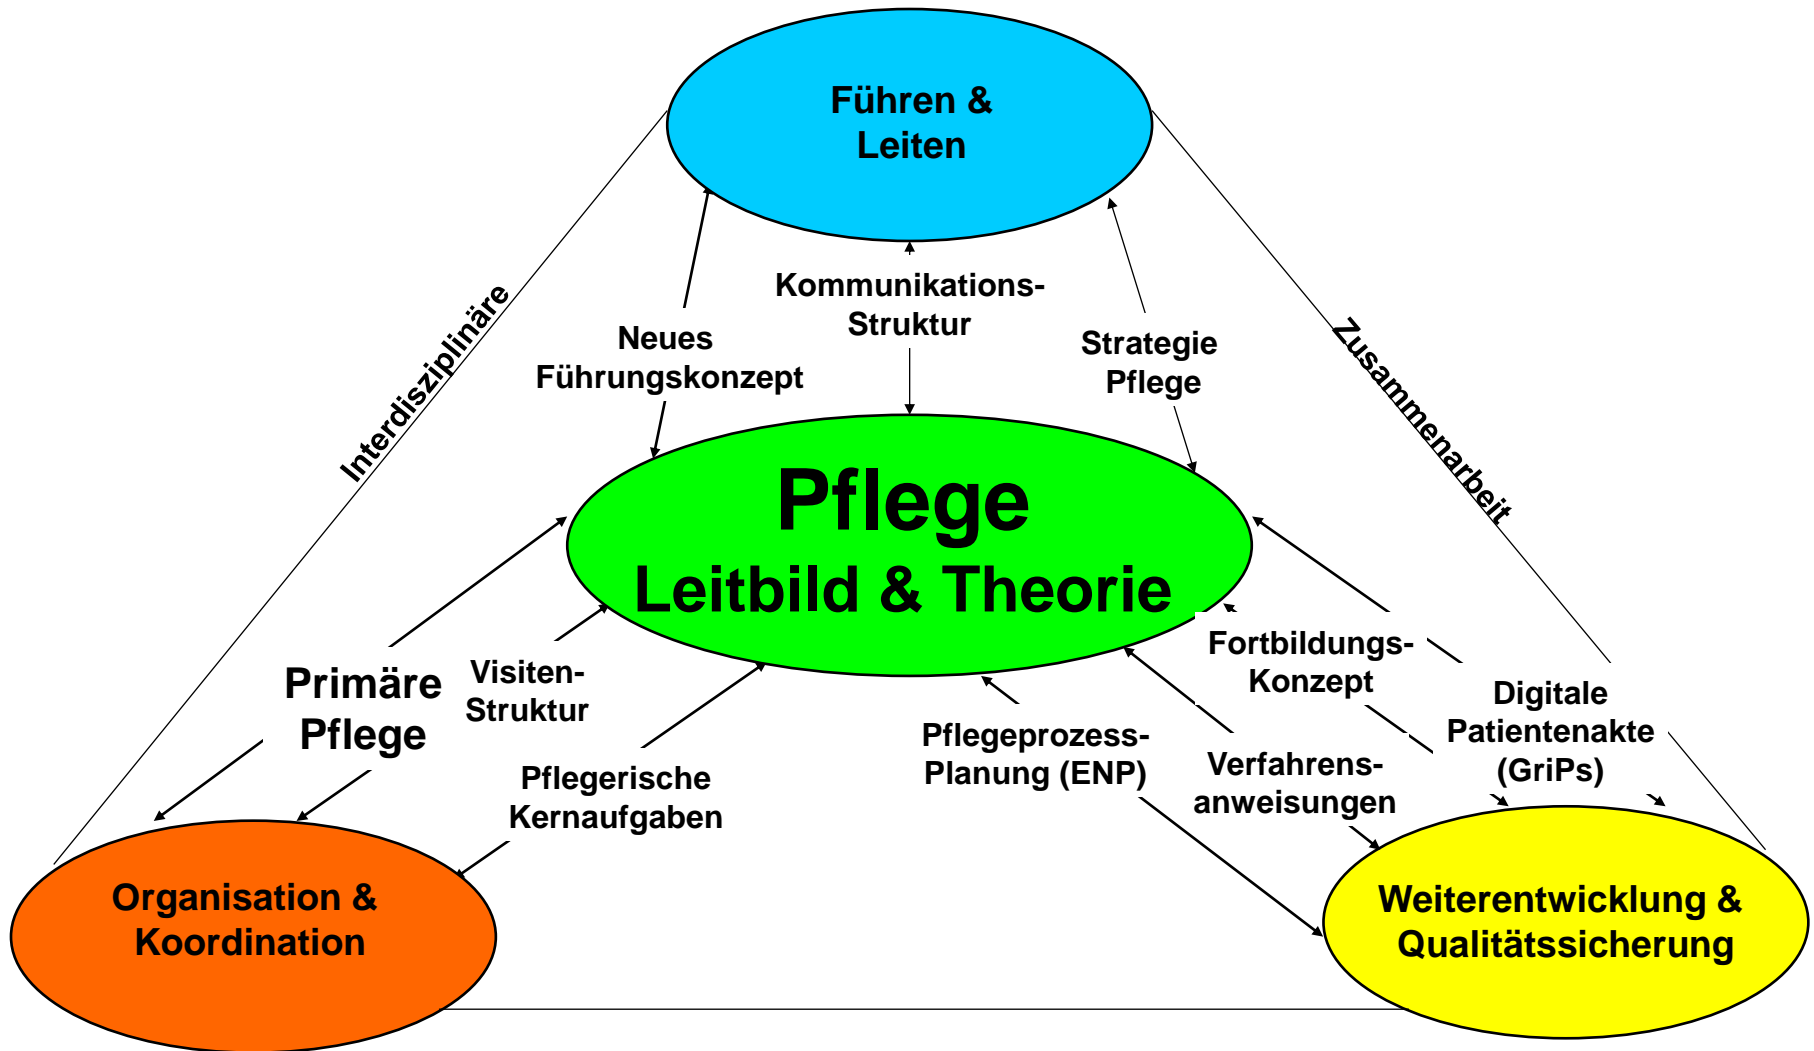 Führen &
Leiten
Kommunikations-
Struktur
Neues
Führungskonzept
Strategie
Pflege
Interdisziplinäre
Zusammenarbeit
Pflege
Leitbild & Theorie
Primäre
Pflege
Visiten-
Struktur
Pflegerische
Kernaufgaben
Pflegeprozess-
Planung (ENP)
Verfahrens-
anweisungen
Fortbildungs-
Konzept
Digitale
Patientenakte
(GriPs)
Organisation &
Koordination
Weiterentwicklung &
Qualitätssicherung